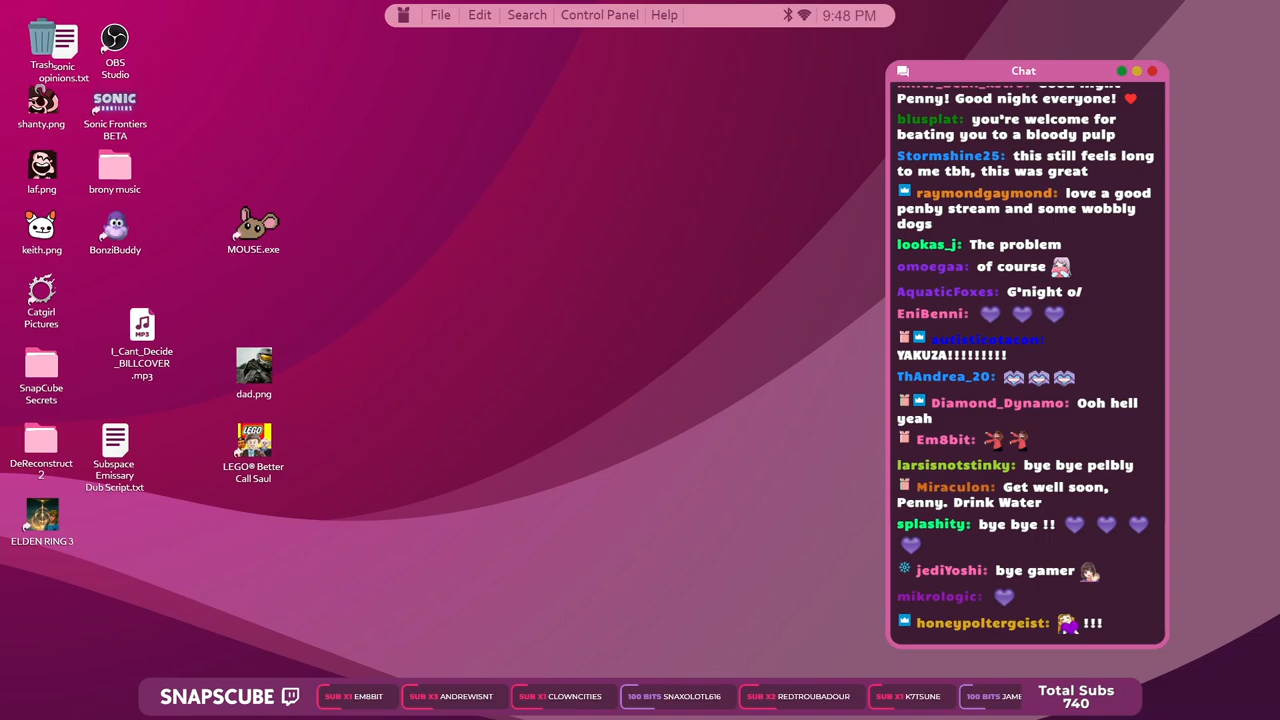 File Edit Search Control Panel Help 9:48 PM
Trash
sonic opinions.txt
OBS Studio
shanty.png
SONIC FRONTIERS
Sonic Frontiers BETA
laf.png
brony music
keith.png
BonziBuddy
MOUSE.exe
Catgirl Pictures
MP3
I_Cant_Decide
_BILLCOVER
.mp3
SnapCube
Secrets
dad.png
DeReconstruct
2
Subspace
Emissary
Dub Script.txt
LEGO
LEGO® Better
Call Saul
ELDEN RING 3
Chat
Penny! Good night everyone!
blusplat: you're welcome for
beating you to a bloody pulp
Stormshine25: this still feels long
to me tbh, this was great
raymondgaymond: love a good
penby stream and some wobbly
dogs
lookas_j: The problem
omoegaa: of course
AquaticFoxes: G'night o/
EniBenni:
autisticotacon:
YAKUZA!!!!!!!!!
ThAndrea_20:
Diamond_Dynamo: Ooh hell
yeah
Em8bit:
larsisnotstinky: bye bye pelbly
Miraculon: Get well soon,
Penny. Drink Water
splashity: bye bye !!
jediYoshi: bye gamer
mikrologic:
honeypoltergeist: !!!
SNAPSCUBE SUB X1 EM8BIT SUB X3 ANDREWISNT SUB X1 CLOWNCITIES 100 BITS SNAXOLOTL616 SUB X2 REDTROUBADOUR SUB X1 K7TSUNE 100 BITS JAME
Total Subs
740